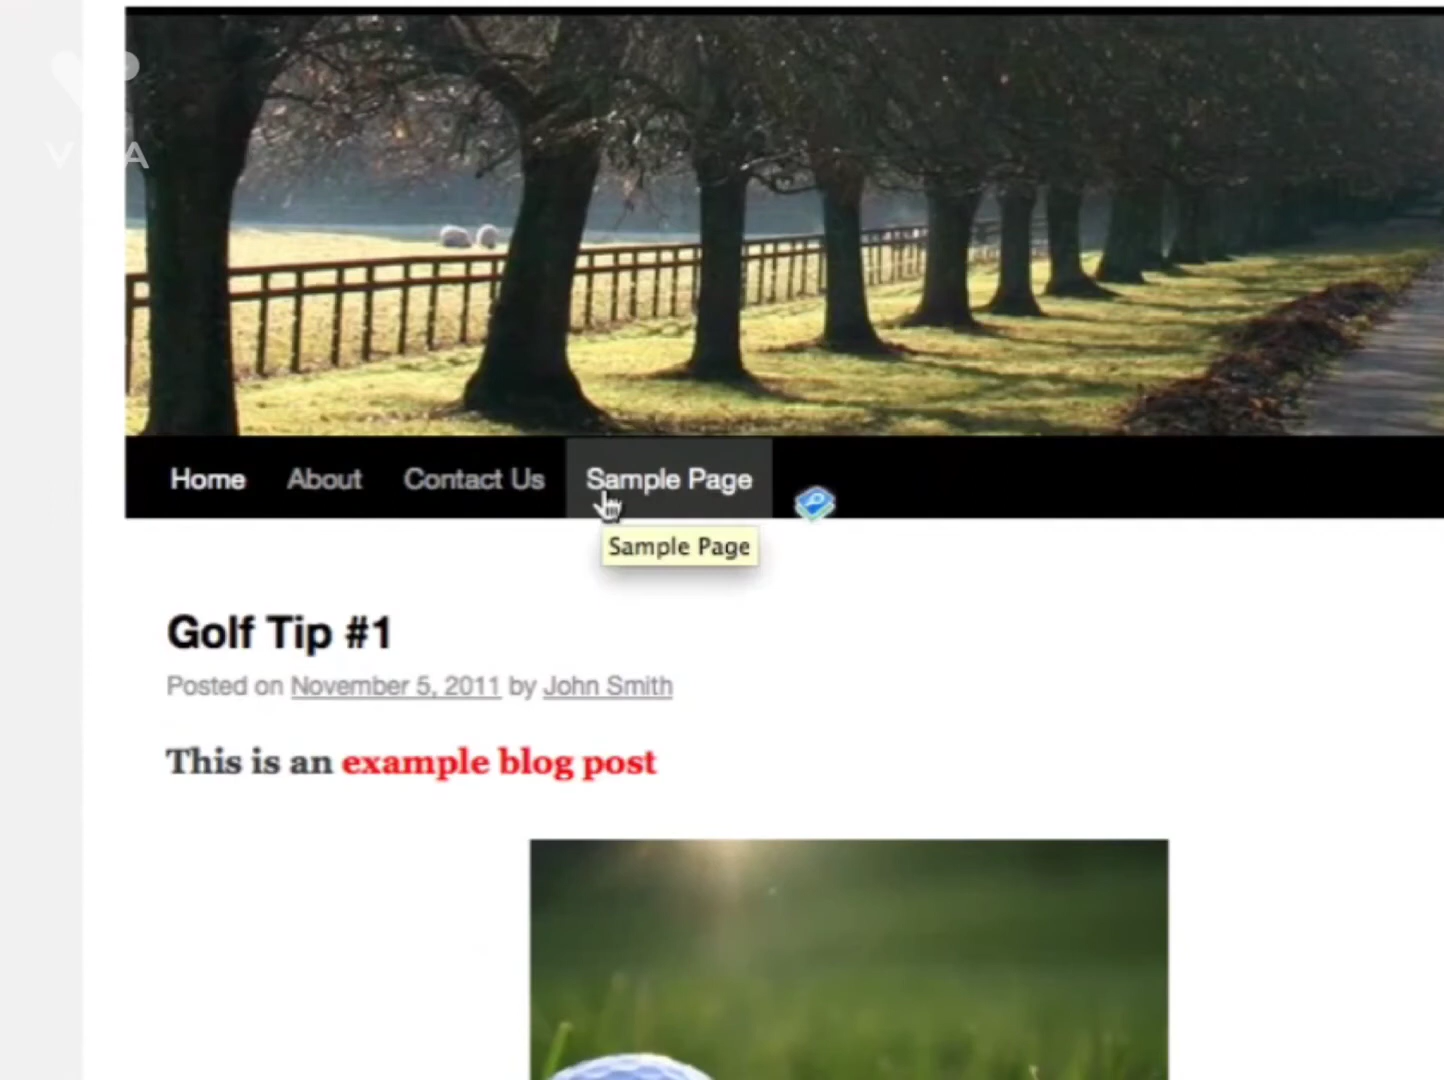 Home About Contact Us Sample Page
Sample Page
Golf Tip #1
Posted on November 5, 2011 by John Smith
This is an example blog post